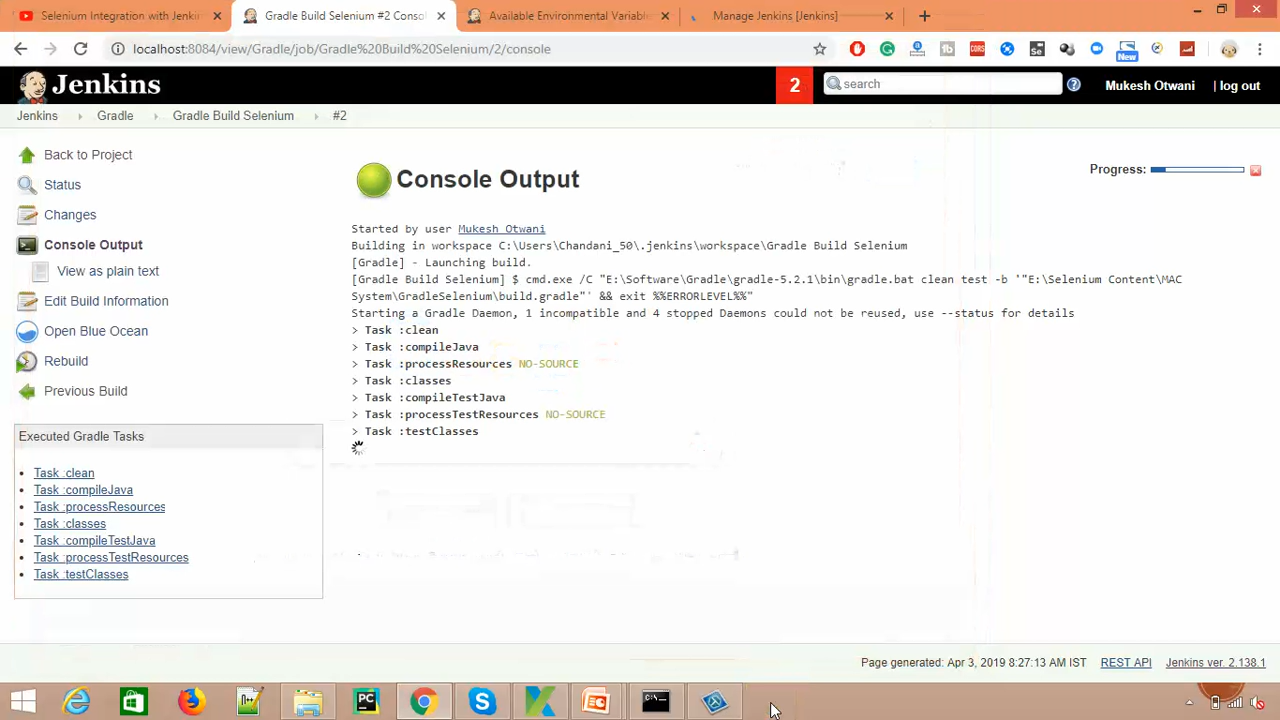 Selenium Integration with Jenkin
Gradle Build Selenium #2 Conso
Available Environmental Variable
Manage Jenkins [Jenkins]
localhost:8084/view/Gradle/job/Gradle%20Build%20Selenium/2/console
New
Jenkins
2
search
Mukesh Otwani
| log out
Jenkins
Gradle
Gradle Build Selenium
#2
Back to Project
Status
Changes
Console Output
View as plain text
Edit Build Information
Open Blue Ocean
Rebuild
Previous Build
Executed Gradle Tasks
Task :clean
Task :compileJava
Task :processResources
Task :classes
Task :compileTestJava
Task :processTestResources
Task :testClasses
Console Output
Progress:
Started by user Mukesh Otwani
Building in workspace C:\Users\Chandani_50\.jenkins\workspace\Gradle Build Selenium
[Gradle] - Launching build.
[Gradle Build Selenium] $ cmd.exe /C "E:\Software\Gradle\gradle-5.2.1\bin\gradle.bat clean test -b '"E:\Selenium Content\MAC
System\GradleSelenium\build.gradle"' && exit %%ERRORLEVEL%%"
Starting a Gradle Daemon, 1 incompatible and 4 stopped Daemons could not be reused, use --status for details
> Task :clean
> Task :compileJava
> Task :processResources NO-SOURCE
> Task :classes
> Task :compileTestJava
> Task :processTestResources NO-SOURCE
> Task :testClasses
Page generated: Apr 3, 2019 8:27:13 AM IST
REST API
Jenkins ver. 2.138.1